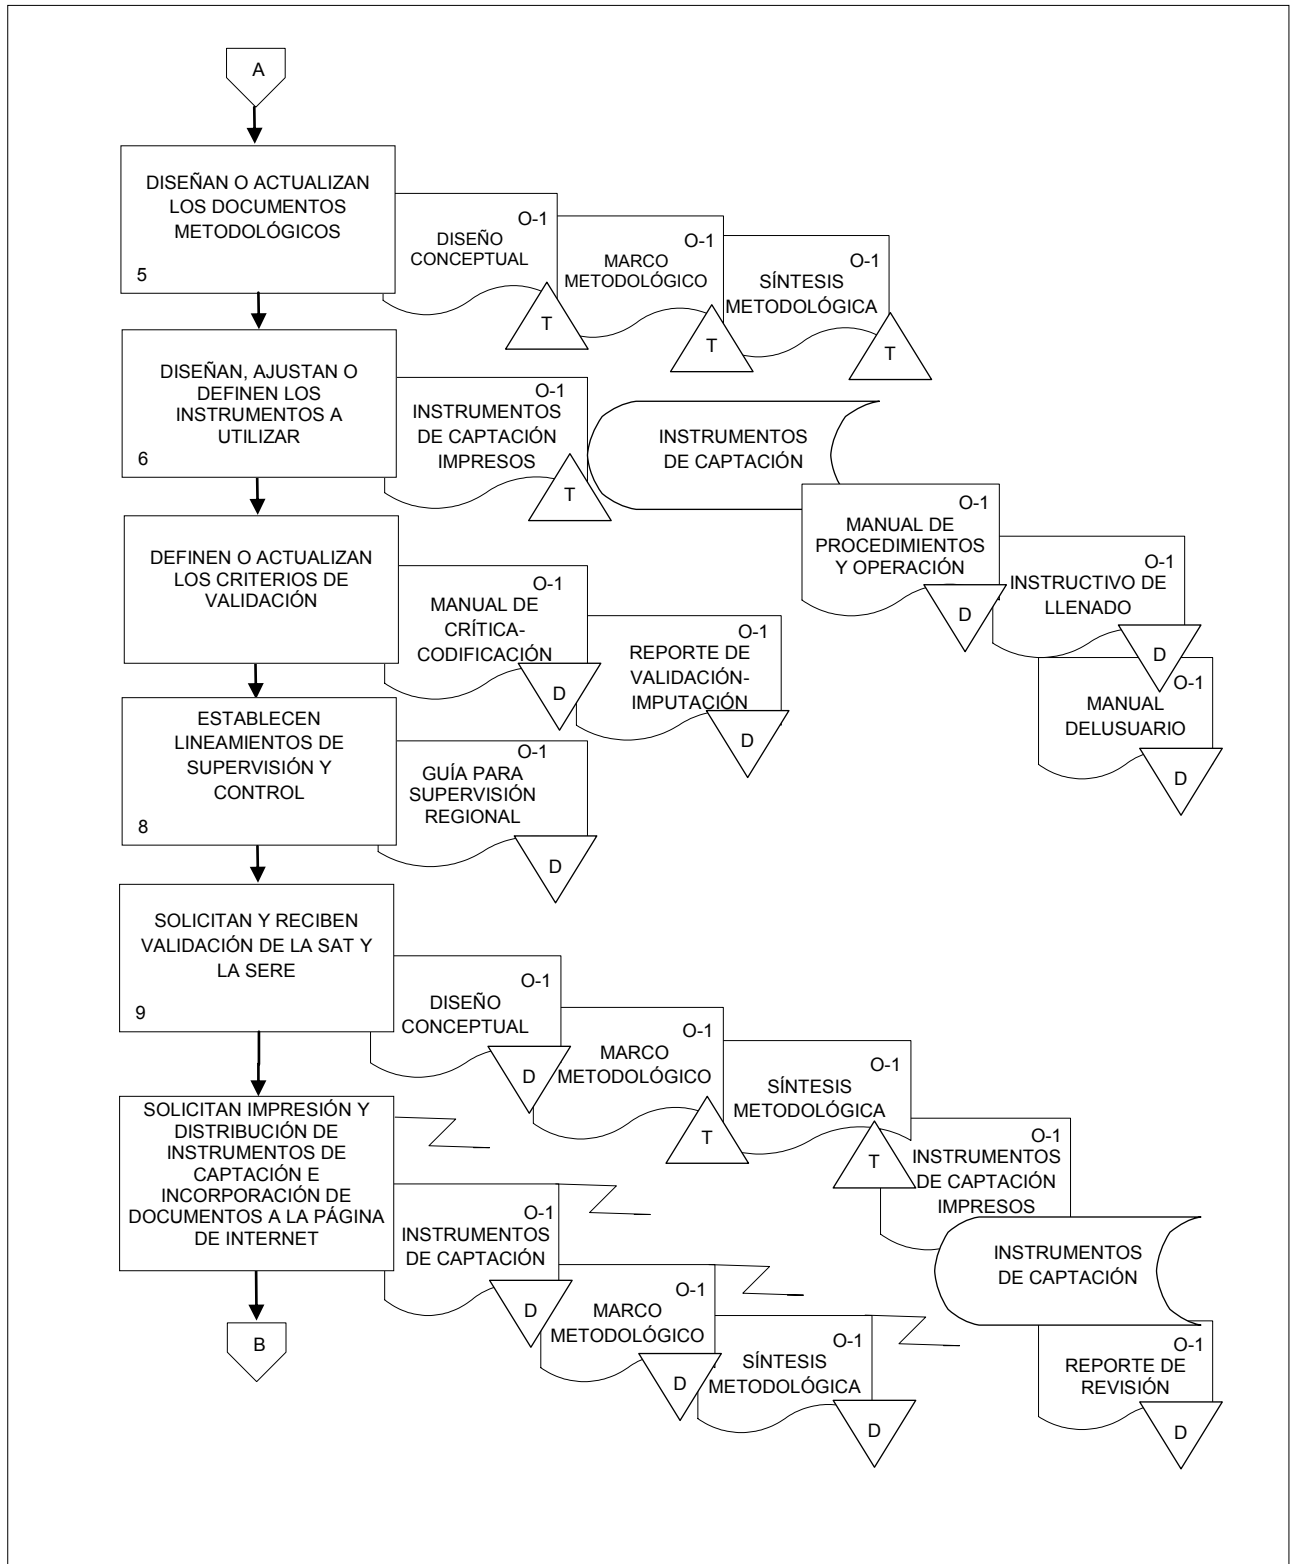 A
DISEÑAN O ACTUALIZAN
LOS DOCUMENTOS
METODOLÓGICOS
5
O-1
DISEÑO
CONCEPTUAL
T
O-1
MARCO
METODOLÓGICO
T
O-1
SÍNTESIS
METODOLÓGICA
T
DISEÑAN, AJUSTAN O
DEFINEN LOS
INSTRUMENTOS A
UTILIZAR
6
O-1
INSTRUMENTOS
DE CAPTACIÓN
IMPRESOS
T
INSTRUMENTOS
DE CAPTACIÓN
O-1
MANUAL DE
PROCEDIMIENTOS
Y OPERACIÓN
D
O-1
INSTRUCTIVO DE
LLENADO
D
O-1
MANUAL
DELUSUARIO
D
DEFINEN O ACTUALIZAN
LOS CRITERIOS DE
VALIDACIÓN
O-1
MANUAL DE
CRÍTICA-
CODIFICACIÓN
D
O-1
REPORTE DE
VALIDACIÓN-
IMPUTACIÓN
D
ESTABLECEN
LINEAMIENTOS DE
SUPERVISIÓN Y
CONTROL
8
O-1
GUÍA PARA
SUPERVISIÓN
REGIONAL
D
SOLICITAN Y RECIBEN
VALIDACIÓN DE LA SAT Y
LA SERE
9
O-1
DISEÑO
CONCEPTUAL
D
O-1
MARCO
METODOLÓGICO
T
O-1
SÍNTESIS
METODOLÓGICA
T
O-1
INSTRUMENTOS
DE CAPTACIÓN
IMPRESOS
INSTRUMENTOS
DE CAPTACIÓN
O-1
REPORTE DE
REVISIÓN
D
SOLICITAN IMPRESIÓN Y
DISTRIBUCIÓN DE
INSTRUMENTOS DE
CAPTACIÓN E
INCORPORACIÓN DE
DOCUMENTOS A LA PÁGINA
DE INTERNET
O-1
INSTRUMENTOS
DE CAPTACIÓN
D
O-1
MARCO
METODOLÓGICO
D
O-1
SÍNTESIS
METODOLÓGICA
D
B